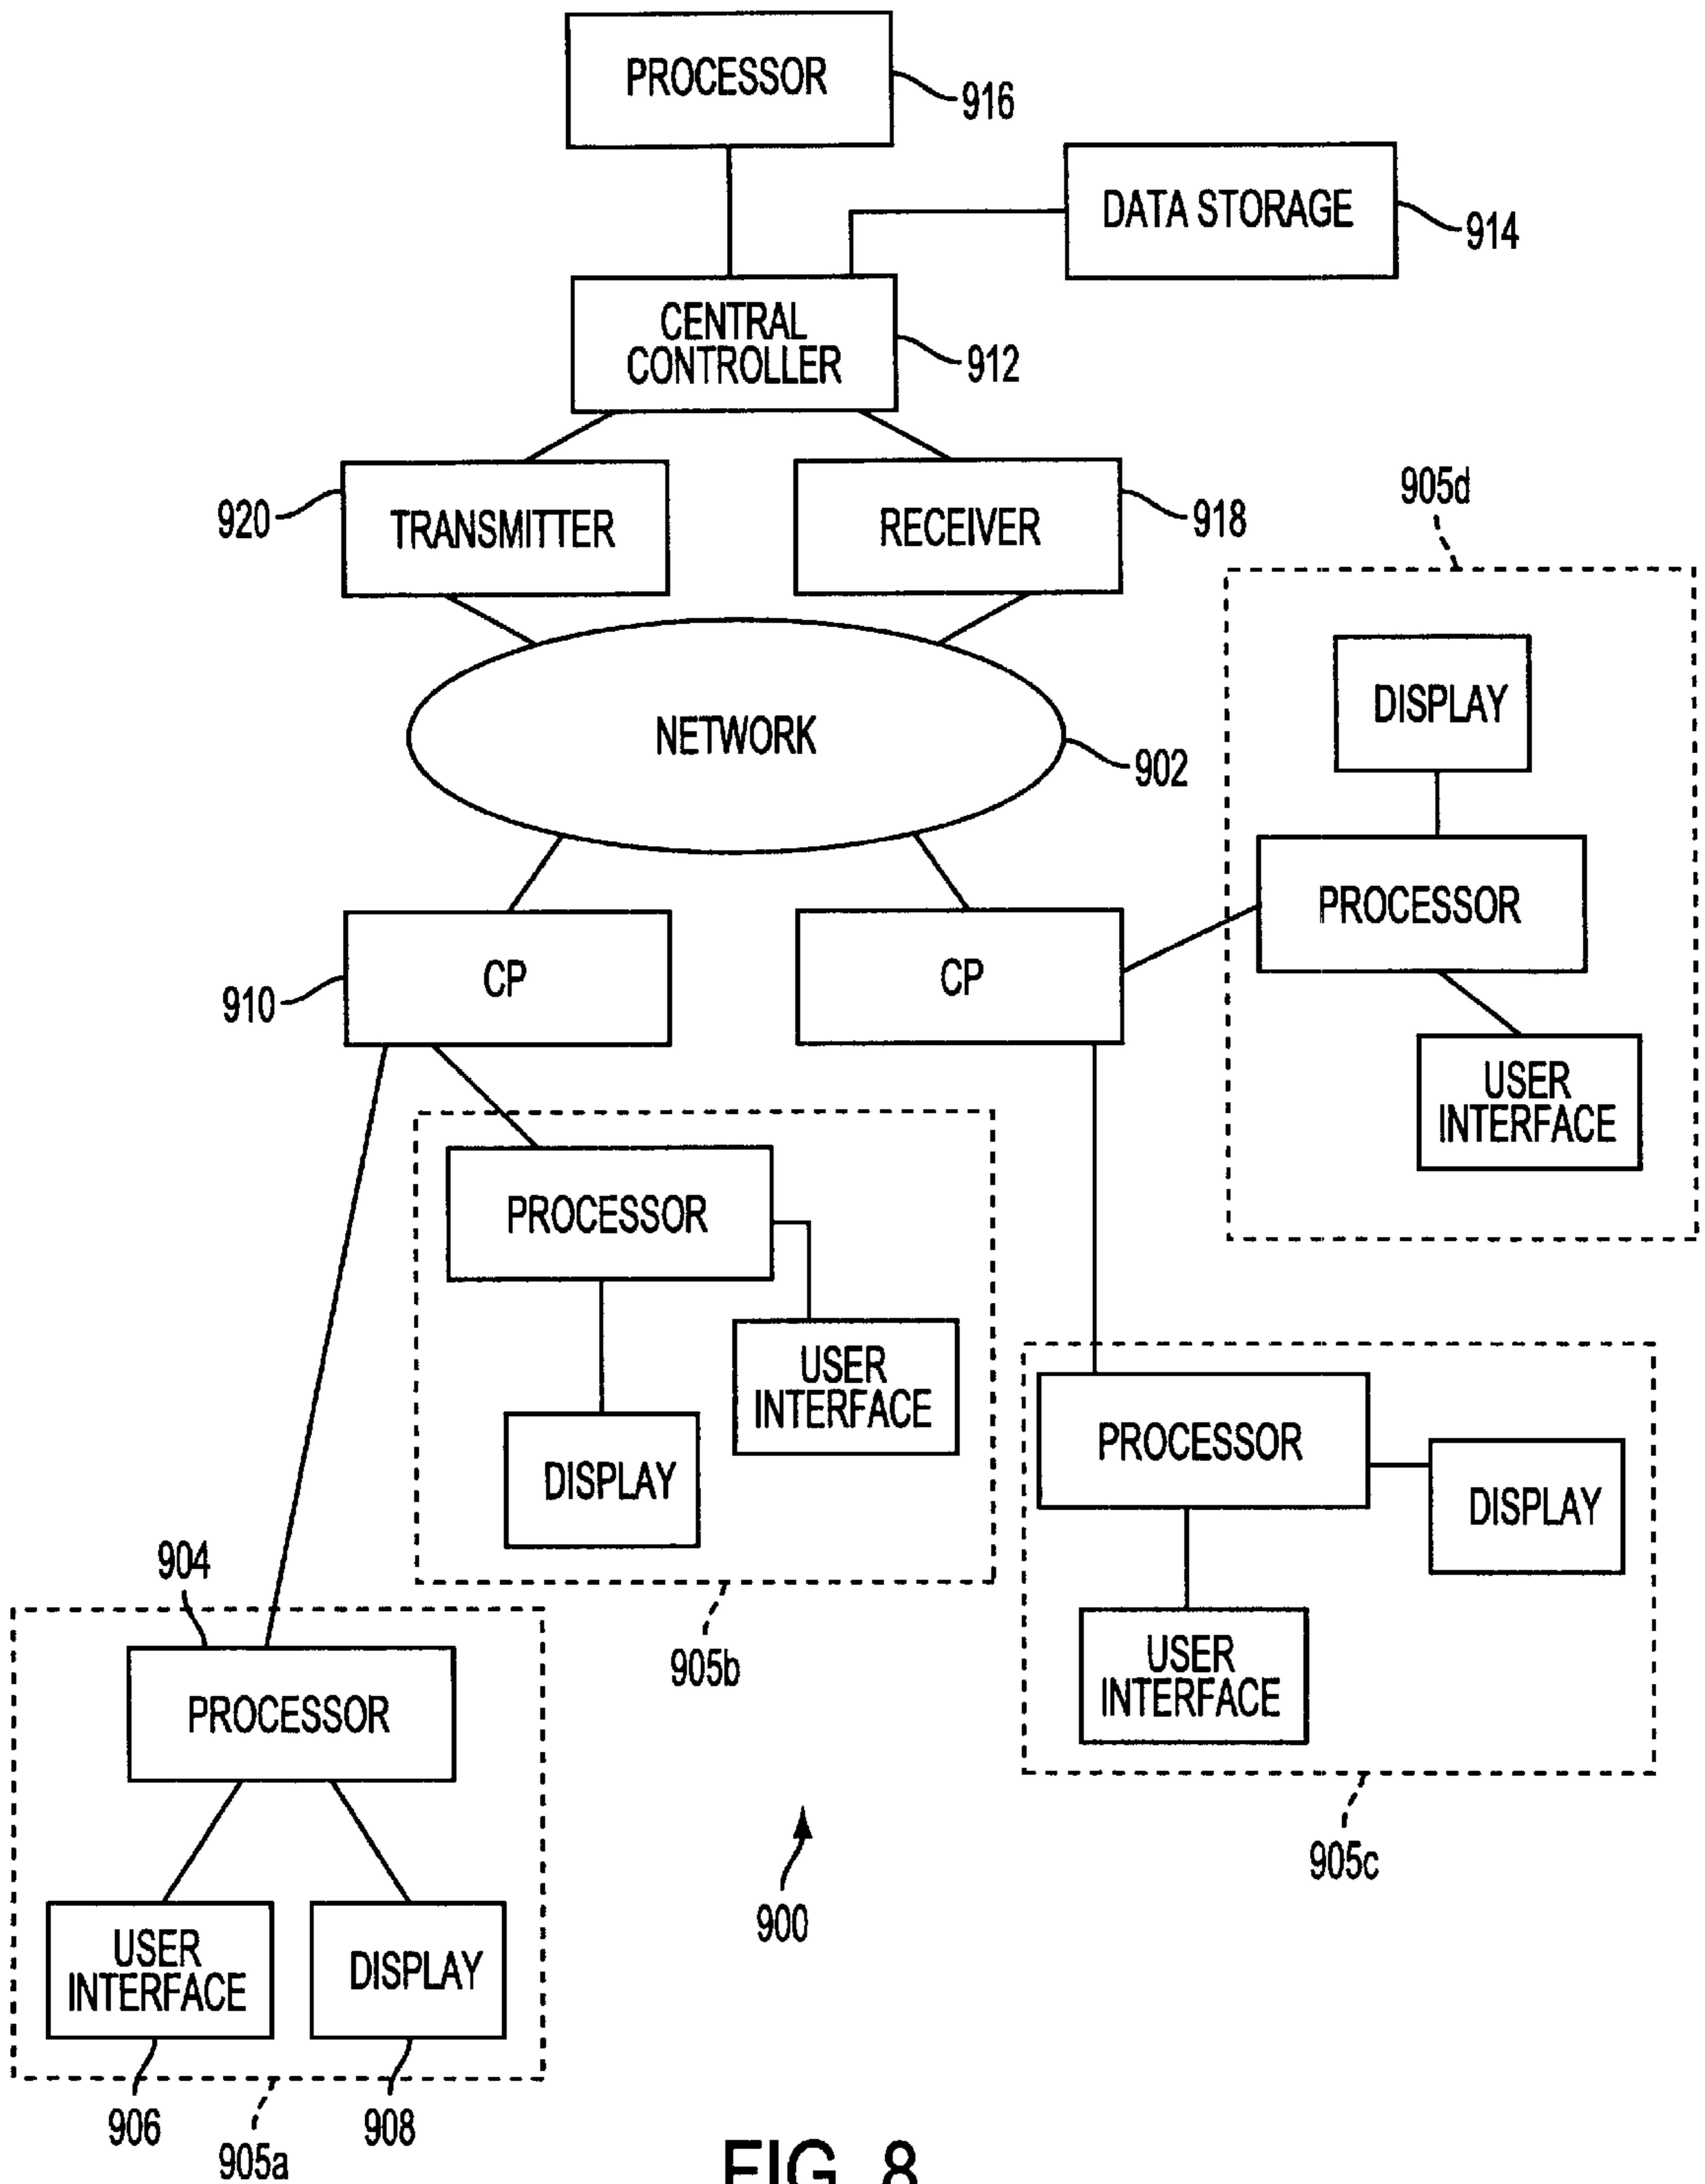 PROCESSOR
916
DATA STORAGE
914
CENTRAL
CONTROLLER
912
920
TRANSMITTER
RECEIVER
918
905d
NETWORK
902
DISPLAY
PROCESSOR
USER
INTERFACE
910
CP
CP
PROCESSOR
USER
INTERFACE
DISPLAY
905b
PROCESSOR
DISPLAY
USER
INTERFACE
905c
904
PROCESSOR
USER
INTERFACE
DISPLAY
906
905a
908
900
FIG. 8